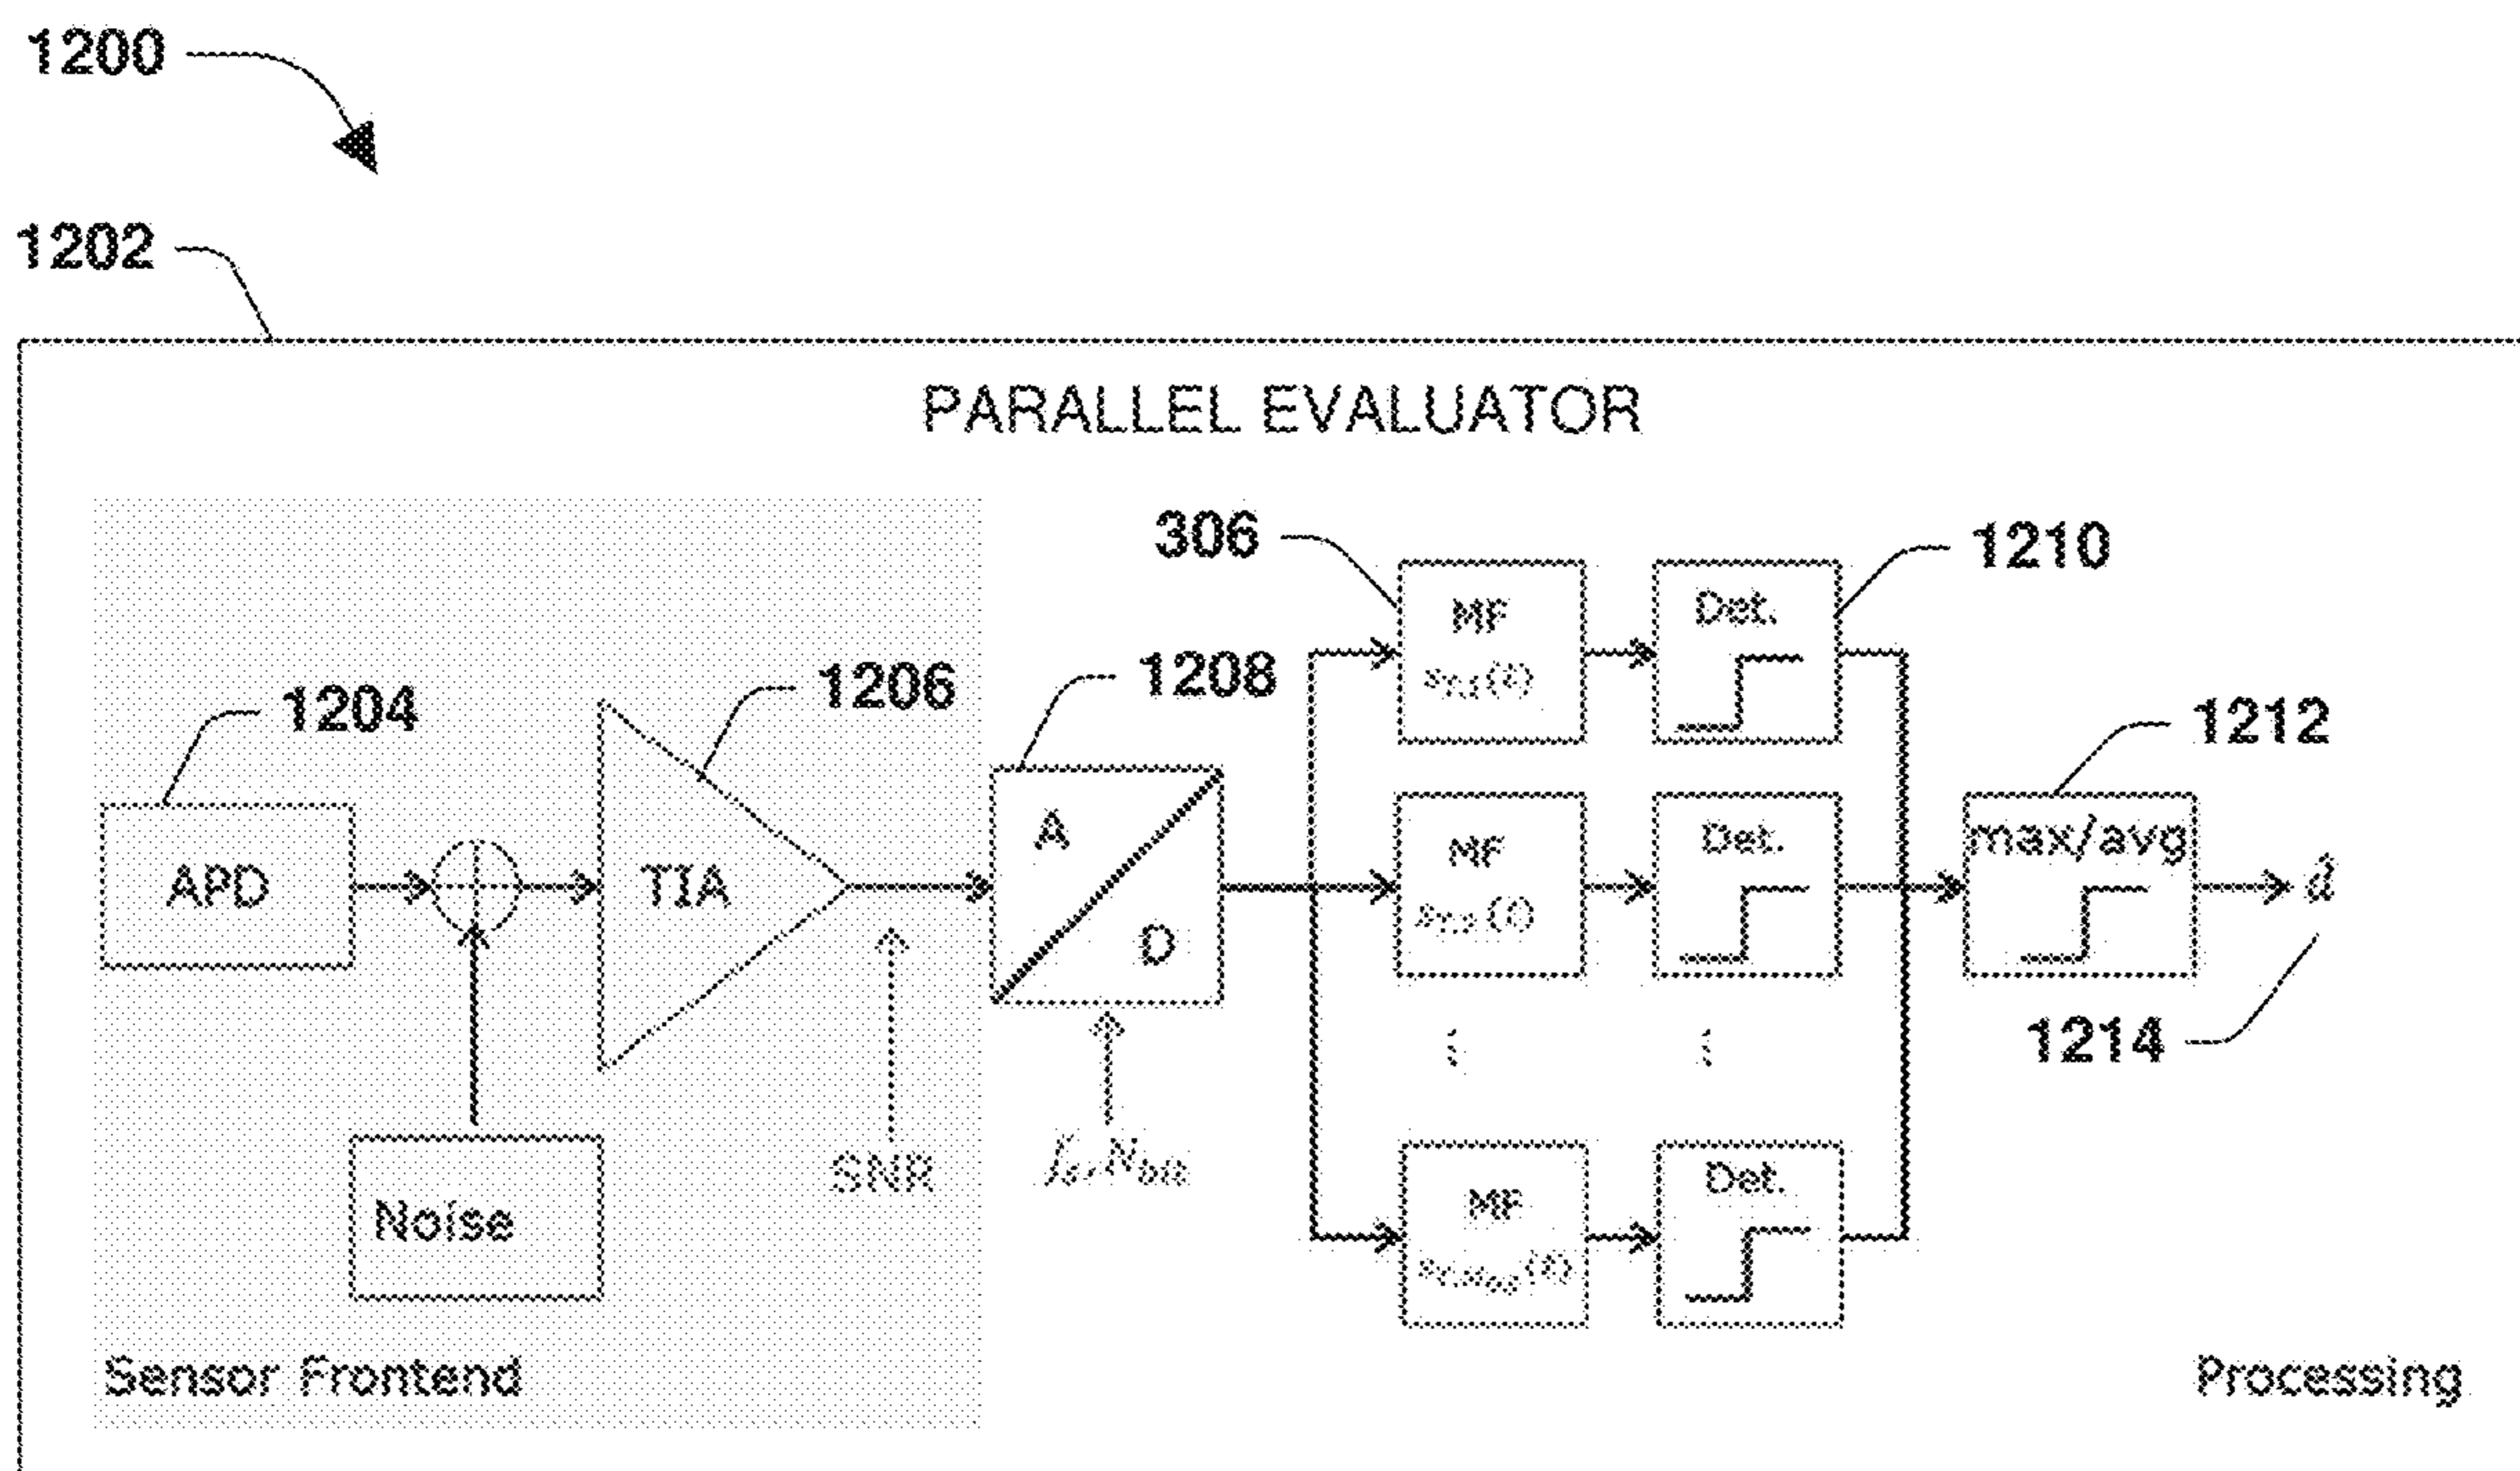 1200
1202
PARALLEL EVALUATOR
306
1210
MF
Det.
1206
1208
1204
1212
A
MF
Det.
max/avg
APD
TIA
d̂
D
1214
SNR
MF
Det.
Noise
Sensor Frontend
Processing